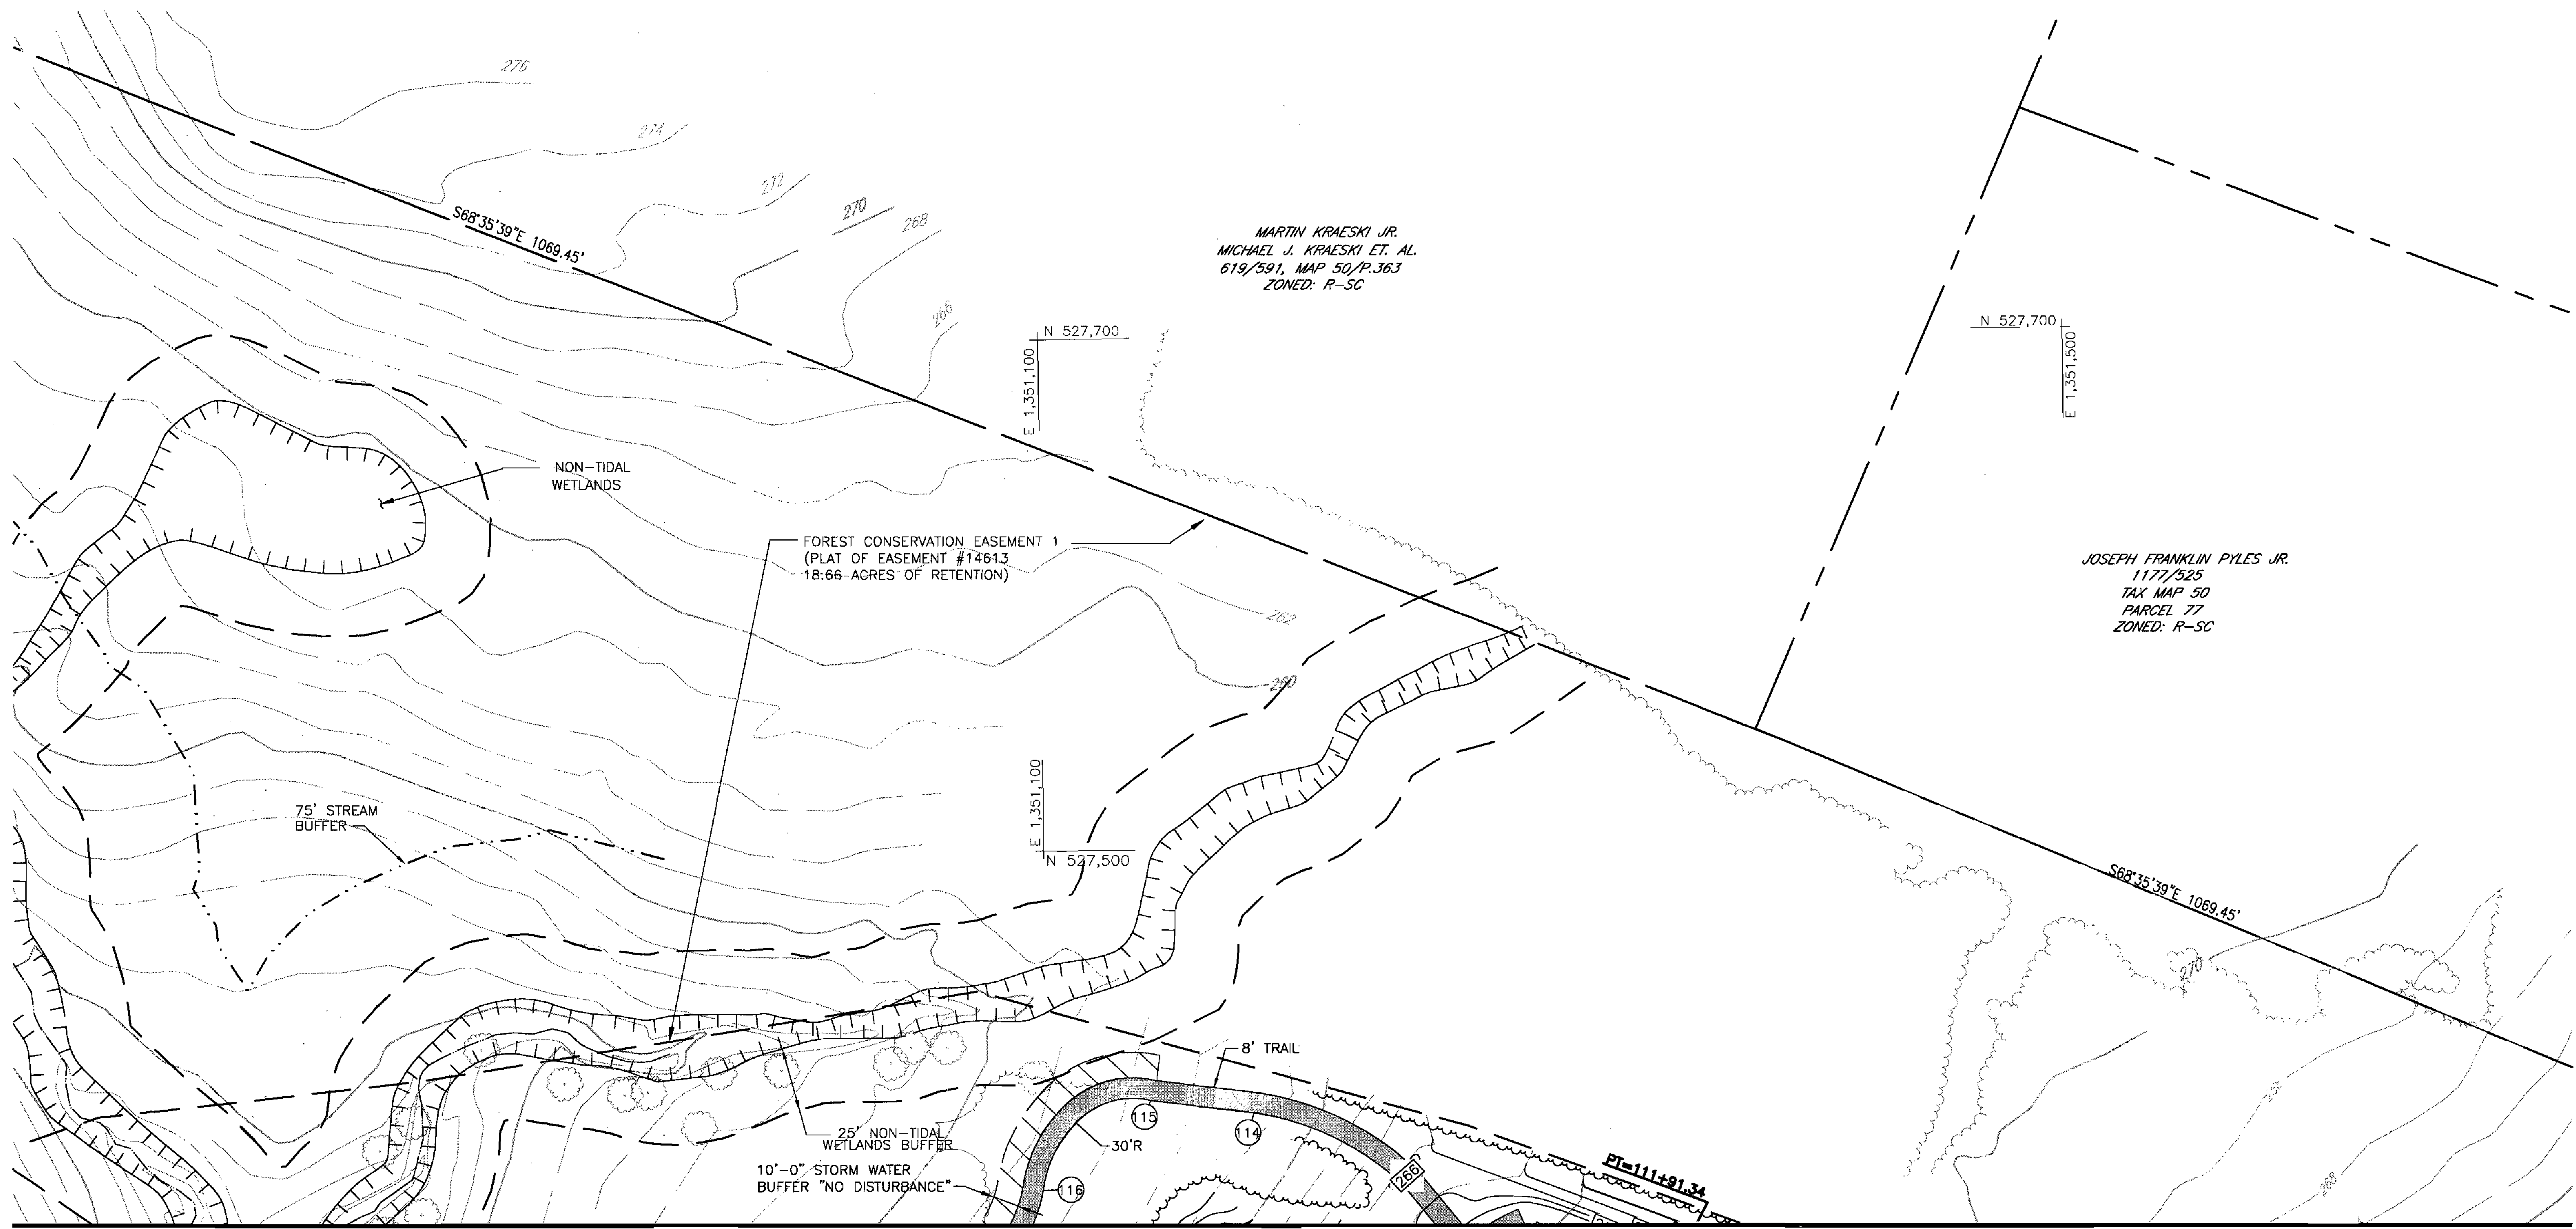 276
274
272
270
268
266
S68°35'39"E 1069.45'
MARTIN KRAESKI JR.
MICHAEL J. KRAESKI ET. AL.
619/591, MAP 50/P.363
ZONED: R-SC
N 527,700
E 1,351,100
N 527,700
E 1,351,500
NON-TIDAL
WETLANDS
FOREST CONSERVATION EASEMENT 1
(PLAT OF EASEMENT #14613
18.66 ACRES OF RETENTION)
JOSEPH FRANKLIN PYLES JR.
1177/525
TAX MAP 50
PARCEL 77
ZONED: R-SC
262
260
75' STREAM
BUFFER
E 1,351,100
N 527,500
S68°35'39"E 1069.45'
270
8' TRAIL
115
114
30'R
25' NON-TIDAL
WETLANDS BUFFER
10'-0" STORM WATER
BUFFER "NO DISTURBANCE"
116
266
PT=111+91.34
268